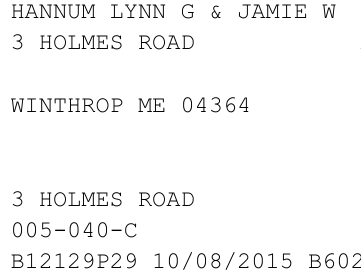 HANNUM LYNN G & JAMIE W
3 HOLMES ROAD
WINTHROP ME 04364
3 HOLMES ROAD
005-040-C
B12129P29 10/08/2015 B602